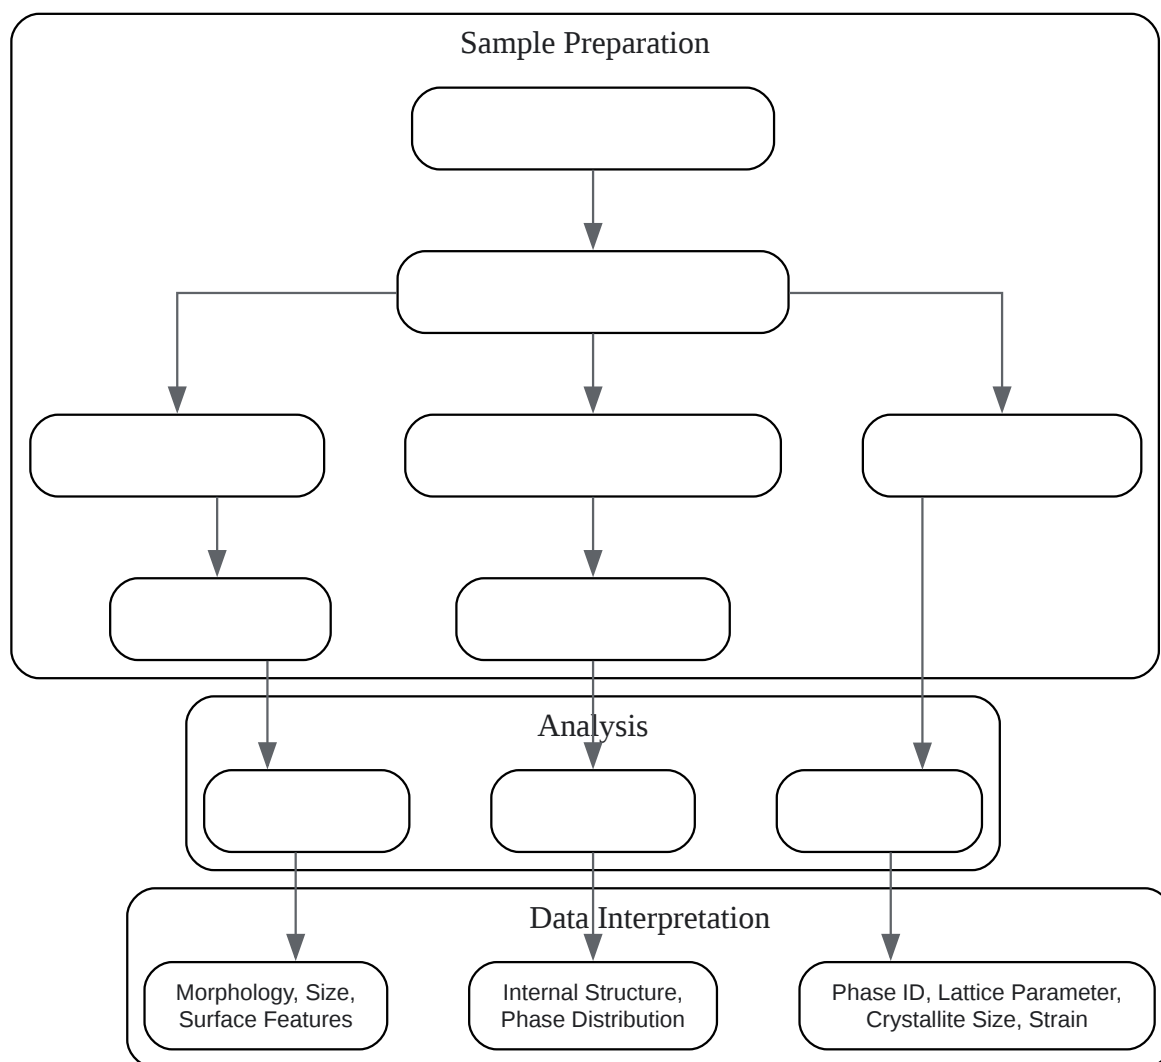 Sample Preparation
Analysis
Data Interpretation
Morphology, Size,
Surface Features
Internal Structure,
Phase Distribution
Phase ID, Lattice Parameter,
Crystallite Size, Strain